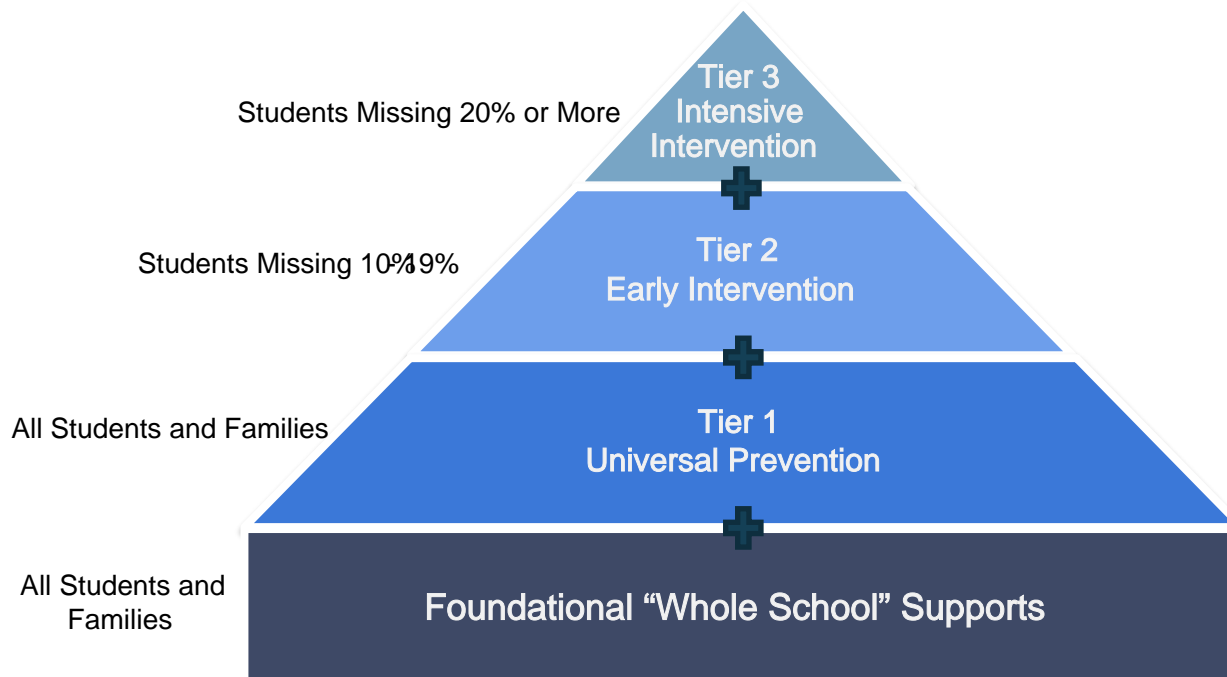 Tier 3
Intensive
Intervention
Students Missing 20% or More
Tier 2
Early Intervention
Students Missing 10%-19%
Tier 1
Universal Prevention
All Students and Families
Foundational “Whole School” Supports
All Students and
Families